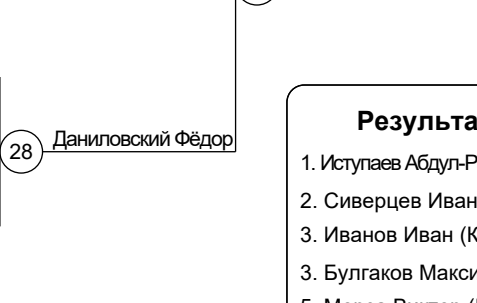 28
Даниловский Фёдор
Результа
1. Иступаев Абдул-Р
2. Сиверцев Иван
3. Иванов Иван (К
3. Булгаков Макси